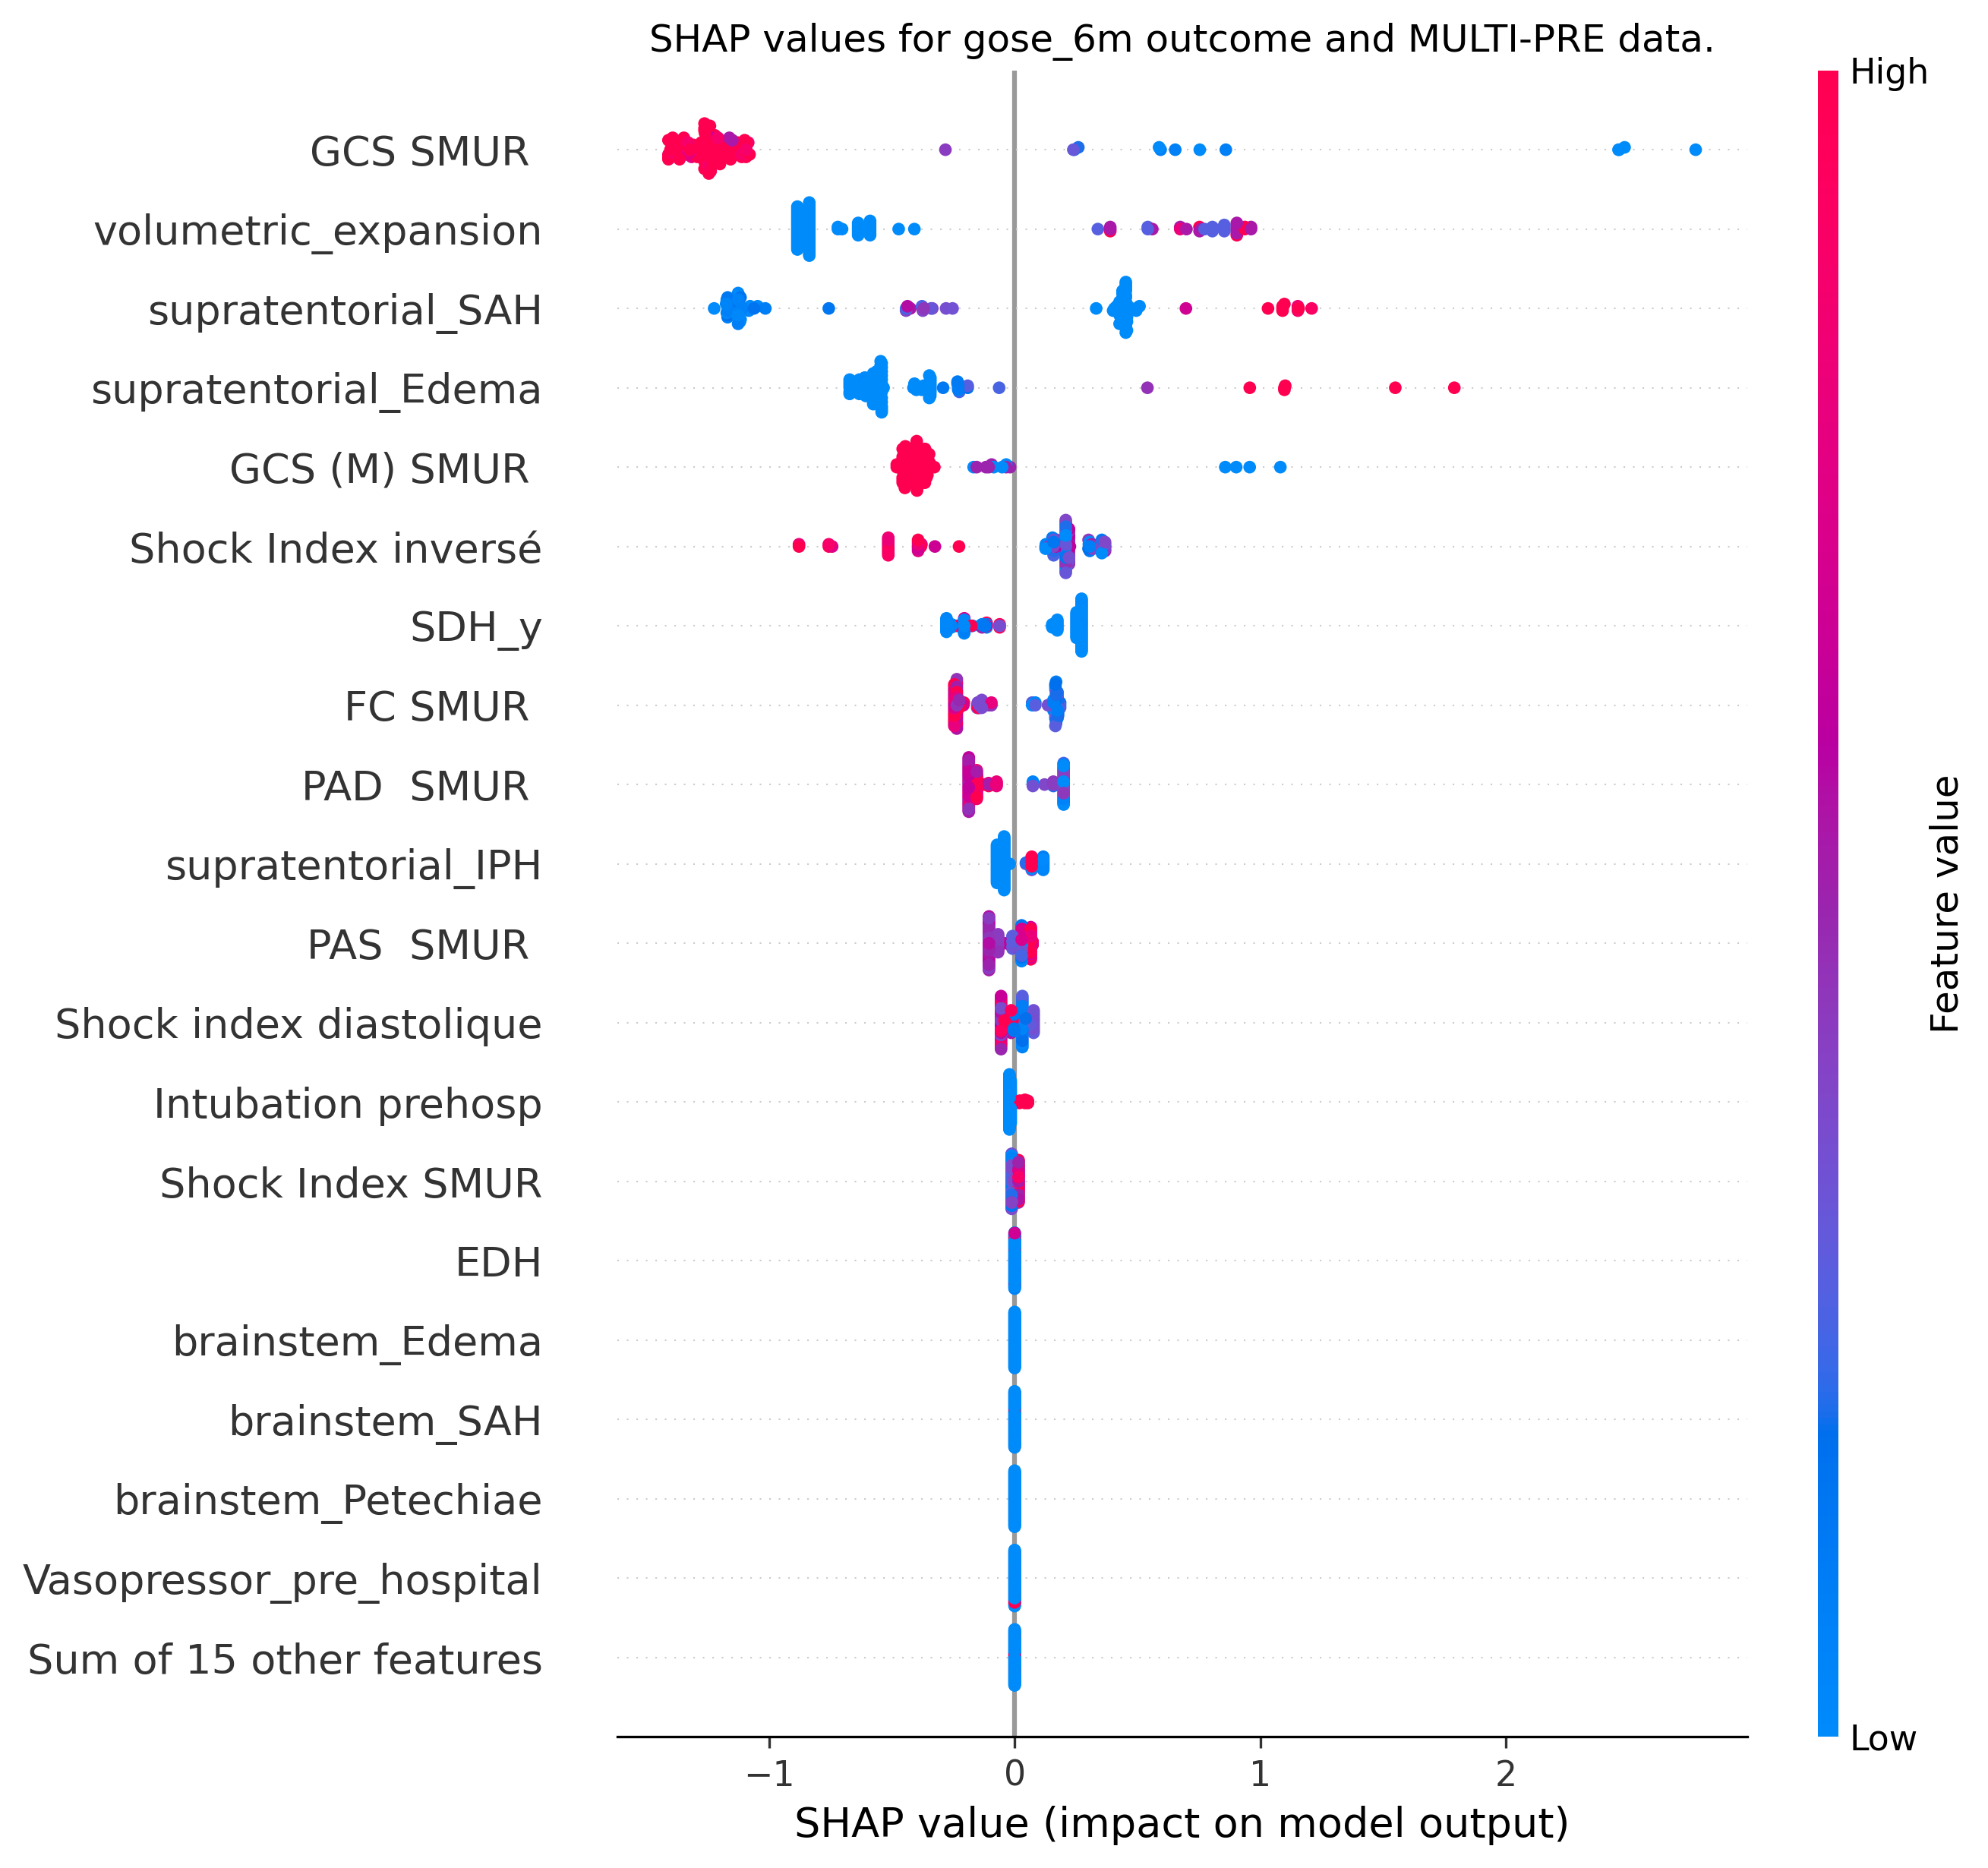 SHAP values for gose_6m outcome and MULTI-PRE data.
High
GCS SMUR
volumetric_expansion
supratentorial_SAH
supratentorial_Edema
GCS (M) SMUR
Shock Index inversé
SDH_y
FC SMUR
PAD  SMUR
supratentorial_IPH
PAS  SMUR
Shock index diastolique
Intubation prehosp
Shock Index SMUR
EDH
brainstem_Edema
brainstem_SAH
brainstem_Petechiae
Vasopressor_pre_hospital
Sum of 15 other features
Feature value
Low
−1 0 1 2
SHAP value (impact on model output)